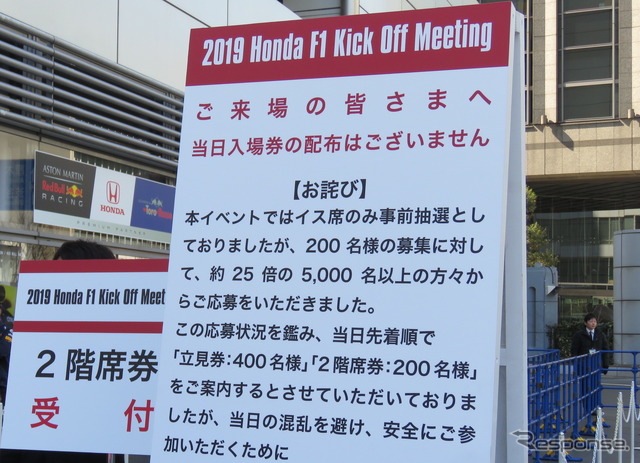 2019 Honda F1 Kick Off Meeting
ご来場の皆さまへ
当日入場券の配布はございません
【お詫び】
本イベントではイス席のみ事前抽選とし
ておりましたが、200名様の募集に対し
て、約25倍の5,000名以上の方々か
らご応募をいただきました。
この応募状況を鑑み、当日先着順で
「立見券:400名様」「2階席券:200名様」
をご案内するとさせていただいておりま
したが、当日の混乱を避け、安全にご参
加いただくために
ASTON MARTIN
Red Bull
RACING
HONDA
Toro Rosso
2019 Honda F1 Kick Off Meet
2階席券
受付
Response.